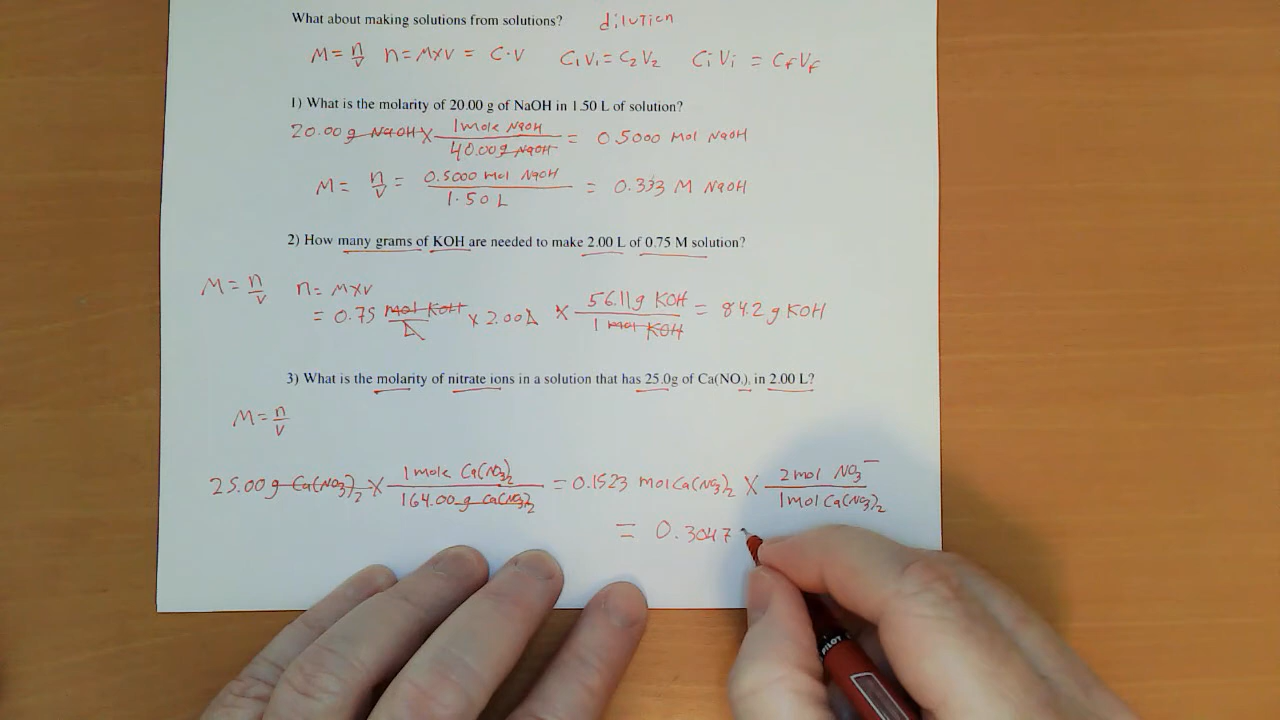 What about making solutions from solutions? dilution
M = n/v n = M×v = C·V C₁V₁ = C₂V₂ CᵢVᵢ = CfVf
1) What is the molarity of 20.00 g of NaOH in 1.50 L of solution?
20.00 g NaOH × 1 mole NaOH / 40.00 g NaOH = 0.5000 mol NaOH
M = n/v = 0.5000 mol NaOH / 1.50 L = 0.333 M NaOH
2) How many grams of KOH are needed to make 2.00 L of 0.75 M solution?
M = n/v n = M×v
= 0.75 mol KOH / L × 2.00 L × 56.11 g KOH / 1 mol KOH = 84.2 g KOH
3) What is the molarity of nitrate ions in a solution that has 25.0g of Ca(NO₃)₂ in 2.00 L?
M = n/v
25.00 g Ca(NO₃)₂ × 1 mole Ca(NO₃)₂ / 164.00 g Ca(NO₃)₂ = 0.1523 mol Ca(NO₃)₂ × 2 mol NO₃⁻ / 1 mol Ca(NO₃)₂
= 0.3047
PILOT